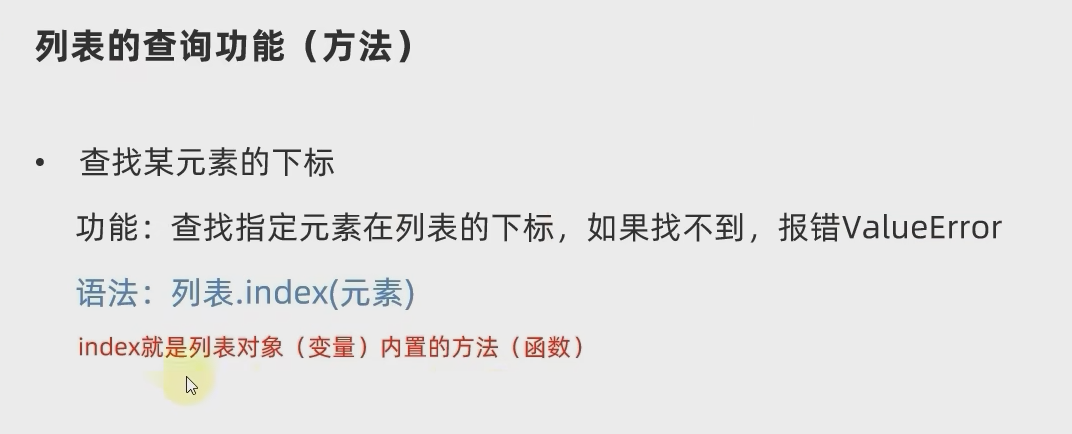 列表的查询功能（方法）
• 查找某元素的下标
功能：查找指定元素在列表的下标，如果找不到，报错ValueError
语法：列表.index(元素)
index就是列表对象（变量）内置的方法（函数）